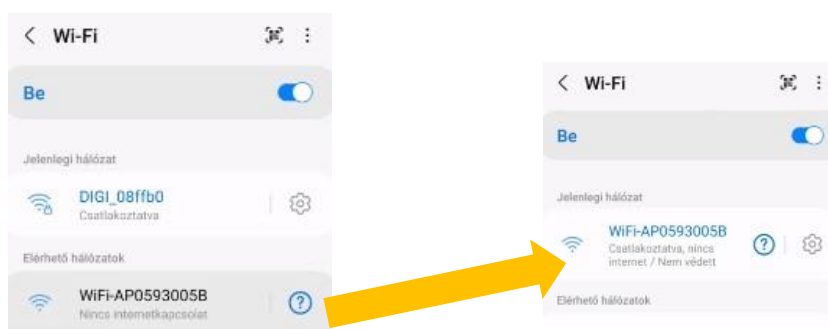 Wi-Fi
Be
Jelenlegi hálózat
DIGI_08ffb0
Csatlakoztatva
Elérhető hálózatok
WiFi-AP0593005B
Nincs internetkapcsolat
Wi-Fi
Be
Jelenlegi hálózat
WiFi-AP0593005B
Csatlakoztatva, nincs
internet / Nem védett
Elérhető hálózatok